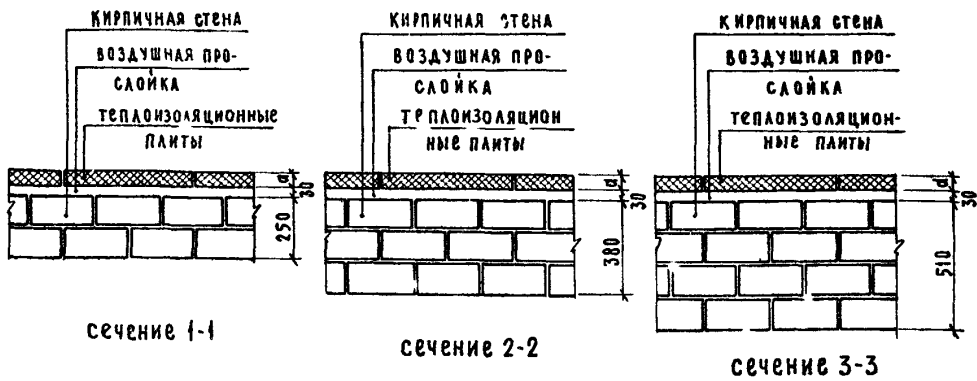 КИРПИЧНАЯ СТЕНА
ВОЗДУШНАЯ ПРО-
СЛОЙКА
ТЕПЛОИЗОЛЯЦИОННЫЕ
ПЛИТЫ
d
30
250
СЕЧЕНИЕ 1-1
КИРПИЧНАЯ СТЕНА
ВОЗДУШНАЯ ПРО-
СЛОЙКА
ТЕПЛОИЗОЛЯЦИОН
НЫЕ ПЛИТЫ
d
30
380
СЕЧЕНИЕ 2-2
КИРПИЧНАЯ СТЕНА
ВОЗДУШНАЯ ПРО-
СЛОЙКА
ТЕПЛОИЗОЛЯЦИОН-
НЫЕ ПЛИТЫ
d
30
510
СЕЧЕНИЕ 3-3